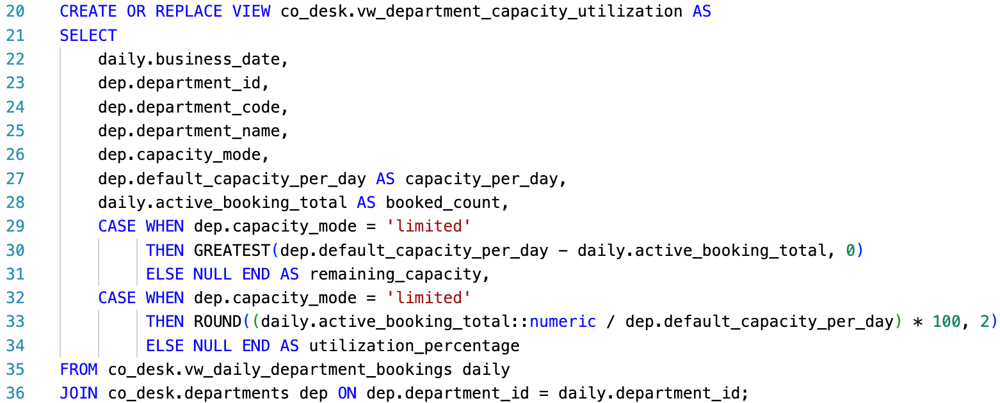 20 CREATE OR REPLACE VIEW co_desk.vw_department_capacity_utilization AS
21 SELECT
22     daily.business_date,
23     dep.department_id,
24     dep.department_code,
25     dep.department_name,
26     dep.capacity_mode,
27     dep.default_capacity_per_day AS capacity_per_day,
28     daily.active_booking_total AS booked_count,
29     CASE WHEN dep.capacity_mode = 'limited'
30          THEN GREATEST(dep.default_capacity_per_day - daily.active_booking_total, 0)
31          ELSE NULL END AS remaining_capacity,
32     CASE WHEN dep.capacity_mode = 'limited'
33          THEN ROUND((daily.active_booking_total::numeric / dep.default_capacity_per_day) * 100, 2)
34          ELSE NULL END AS utilization_percentage
35 FROM co_desk.vw_daily_department_bookings daily
36 JOIN co_desk.departments dep ON dep.department_id = daily.department_id;